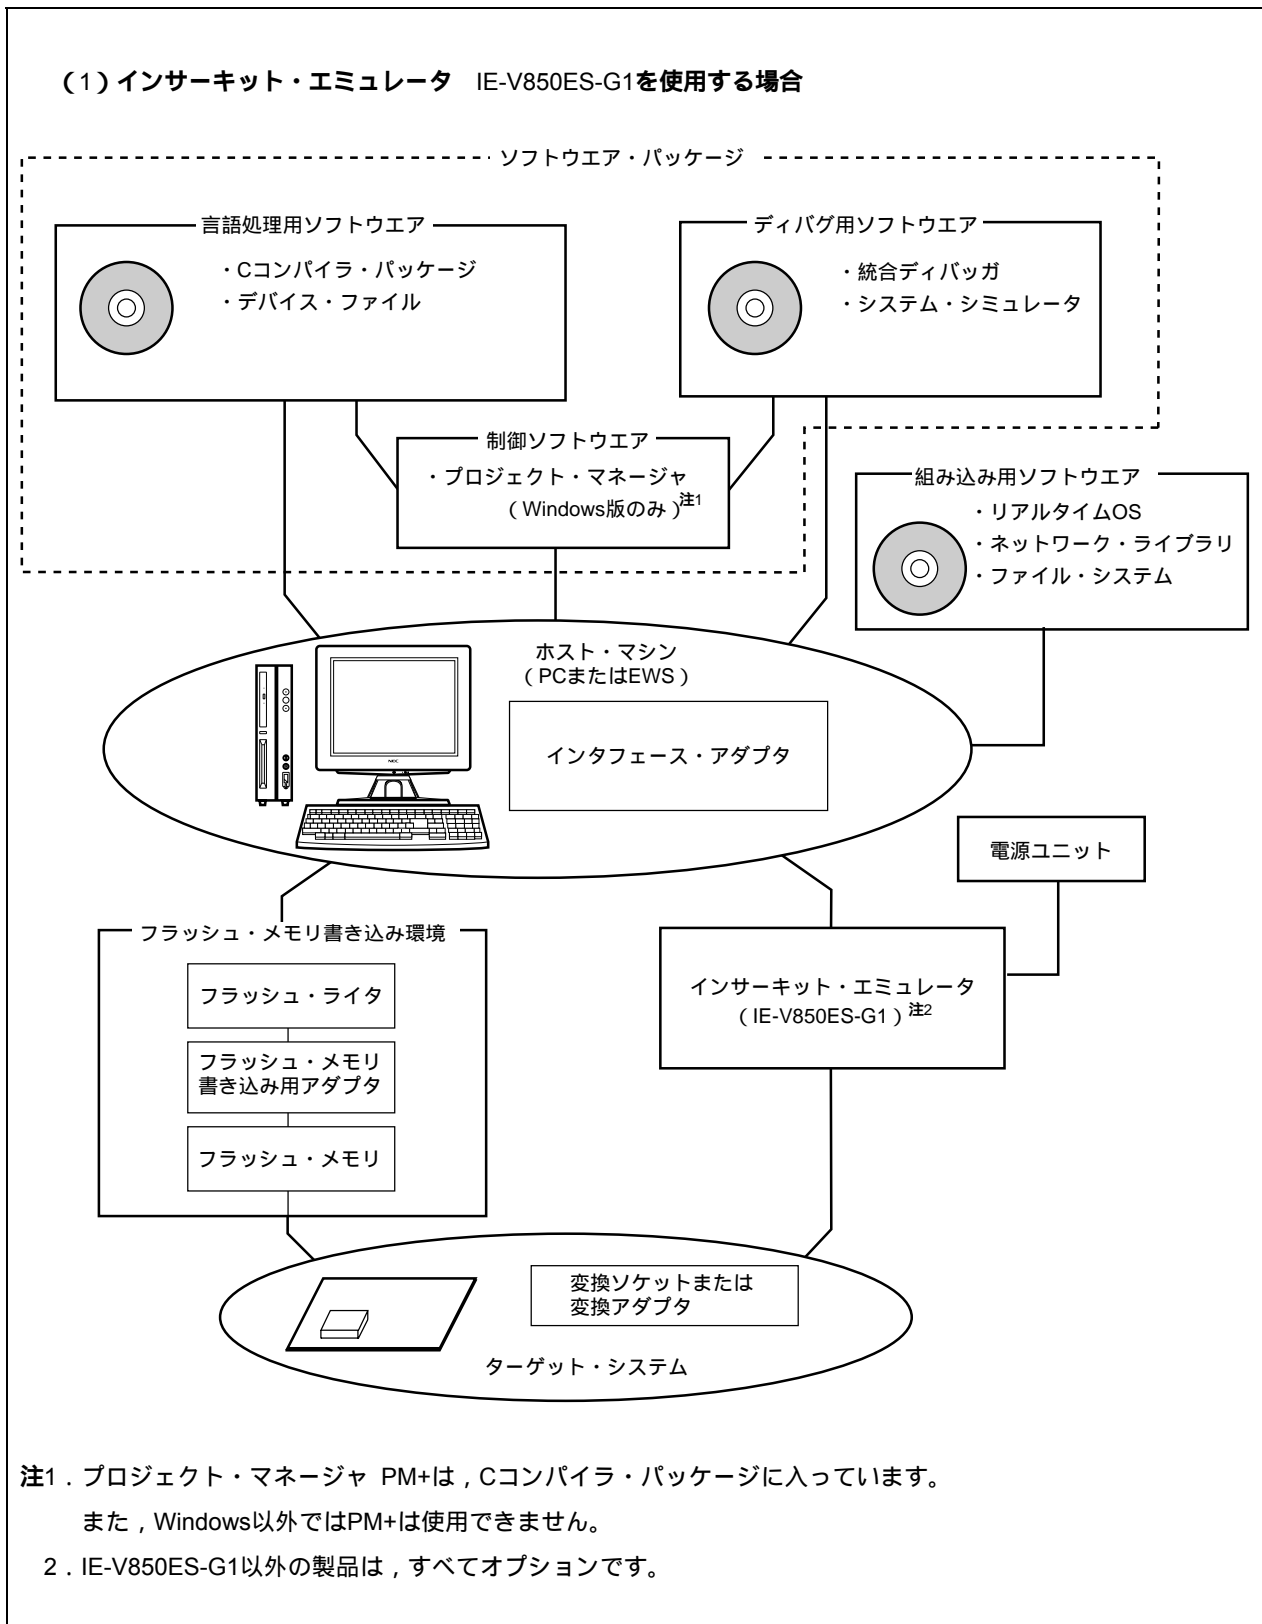 （1）インサーキット・エミュレータ　IE-V850ES-G1を使用する場合
ソフトウエア・パッケージ
言語処理用ソフトウエア
・Cコンパイラ・パッケージ
・デバイス・ファイル
ディバグ用ソフトウエア
・統合ディバッガ
・システム・シミュレータ
制御ソフトウエア
・プロジェクト・マネージャ
（Windows版のみ）注1
組み込み用ソフトウエア
・リアルタイムOS
・ネットワーク・ライブラリ
・ファイル・システム
ホスト・マシン
（PCまたはEWS）
インタフェース・アダプタ
NEC
電源ユニット
フラッシュ・メモリ書き込み環境
フラッシュ・ライタ
フラッシュ・メモリ
書き込み用アダプタ
フラッシュ・メモリ
インサーキット・エミュレータ
（IE-V850ES-G1）注2
変換ソケットまたは
変換アダプタ
ターゲット・システム
注1．プロジェクト・マネージャ PM+は，Cコンパイラ・パッケージに入っています。
また，Windows以外ではPM+は使用できません。
2．IE-V850ES-G1以外の製品は，すべてオプションです。